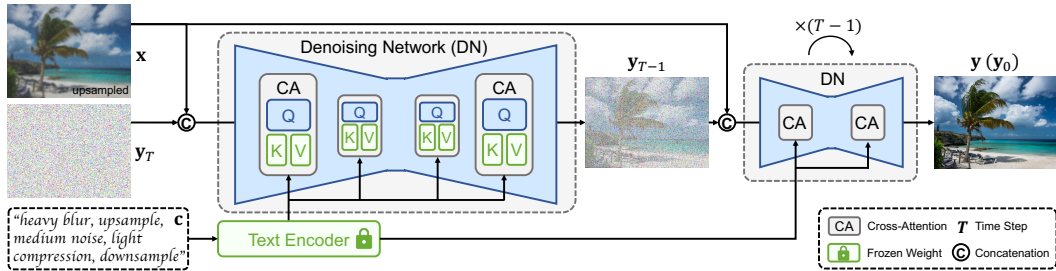 upsampled
x
y_T
"heavy blur, upsample,
medium noise, light
compression, downsample"
c
C
Denoising Network (DN)
CA
Q
K V
Q
K V
Q
K V
CA
Q
K V
Text Encoder
y_{T−1}
C
×(T − 1)
DN
CA
CA
y (y_0)
CA Cross-Attention
T Time Step
Frozen Weight
C Concatenation